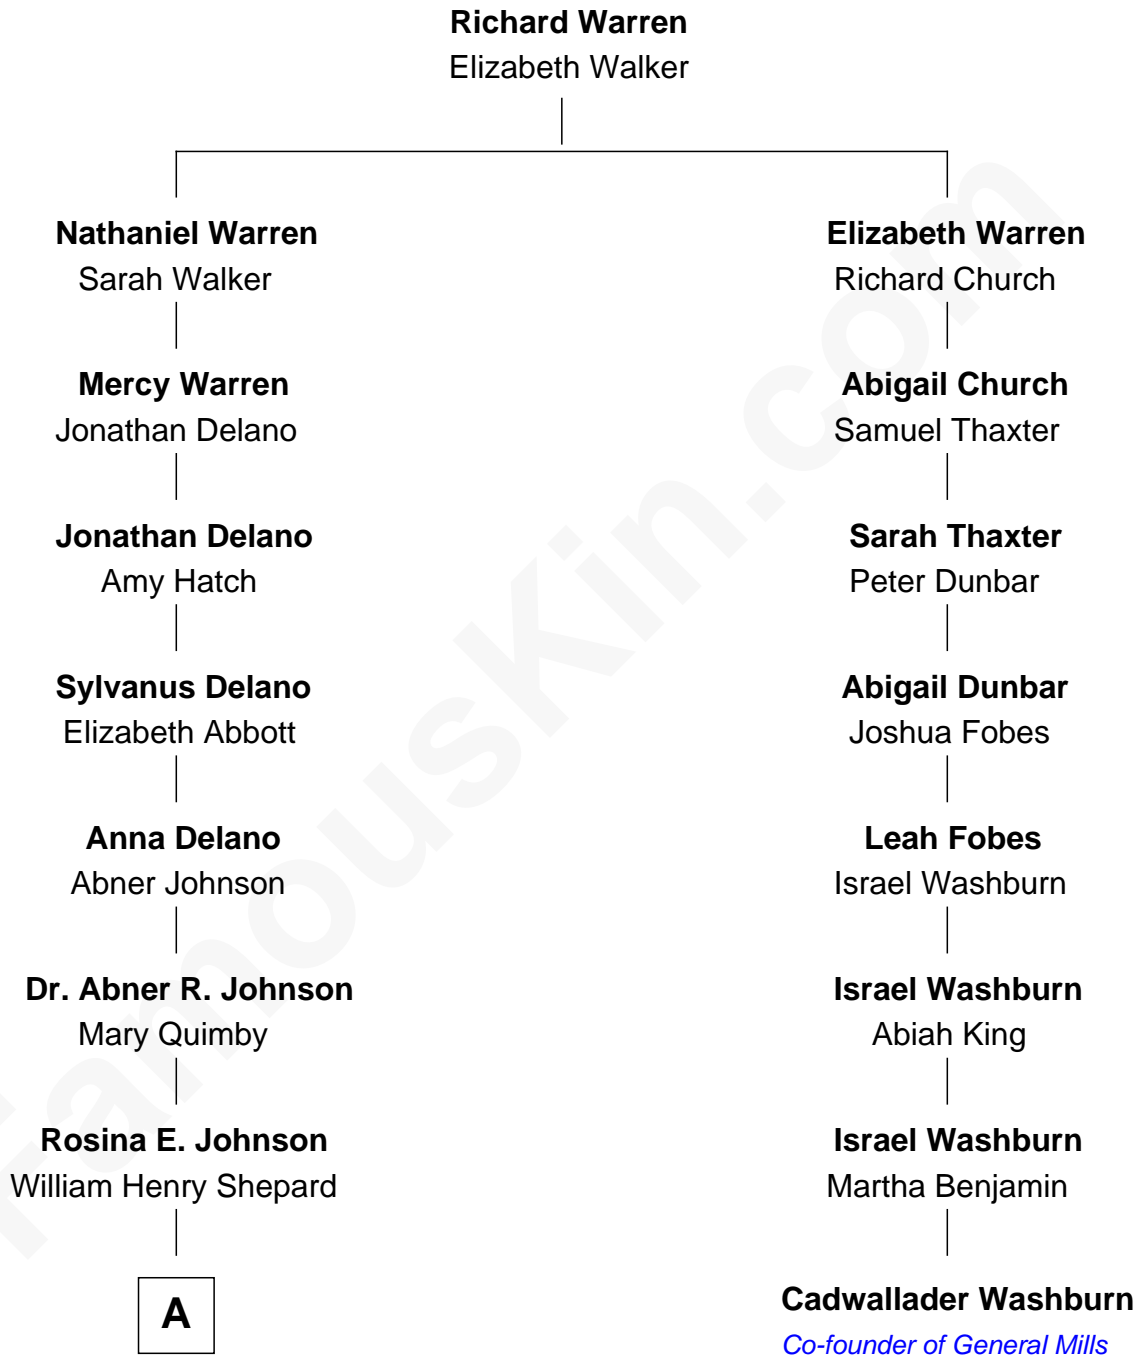 Richard Warren
Elizabeth Walker
Nathaniel Warren
Sarah Walker
Mercy Warren
Jonathan Delano
Jonathan Delano
Amy Hatch
Sylvanus Delano
Elizabeth Abbott
Anna Delano
Abner Johnson
Dr. Abner R. Johnson
Mary Quimby
Rosina E. Johnson
William Henry Shepard
A
Elizabeth Warren
Richard Church
Abigail Church
Samuel Thaxter
Sarah Thaxter
Peter Dunbar
Abigail Dunbar
Joshua Fobes
Leah Fobes
Israel Washburn
Israel Washburn
Abiah King
Israel Washburn
Martha Benjamin
Cadwallader Washburn
Co-founder of General Mills
FamousKin.com